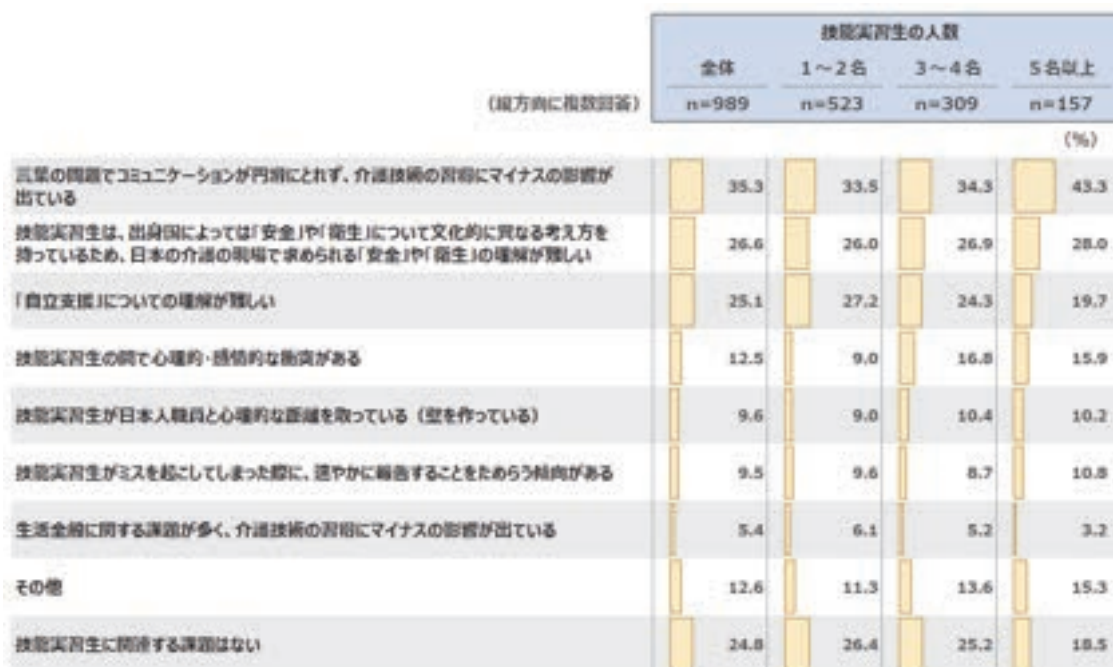 技能実習生の人数
全体 1～2名 3～4名 5名以上
(縦方向に複数回答) n=989 n=523 n=309 n=157
(%)
言葉の問題でコミュニケーションが円滑にとれず、介護技術の習得にマイナスの影響が
出ている 35.3 33.5 34.3 43.3
技能実習生は、出身国によっては「安全」や「衛生」について文化的に異なる考え方を
持っているため、日本の介護の現場で求められる「安全」や「衛生」の理解が難しい 26.6 26.0 26.9 28.0
「自立支援」についての理解が難しい 25.1 27.2 24.3 19.7
技能実習生の間で心理的・感情的な衝突がある 12.5 9.0 16.8 15.9
技能実習生が日本人職員と心理的な距離を取っている（壁を作っている） 9.6 9.0 10.4 10.2
技能実習生がミスを起こしてしまった際に、速やかに報告することをためらう傾向がある 9.5 9.6 8.7 10.8
生活全般に関する課題が多く、介護技術の習得にマイナスの影響が出ている 5.4 6.1 5.2 3.2
その他 12.6 11.3 13.6 15.3
技能実習生に関連する課題はない 24.8 26.4 25.2 18.5